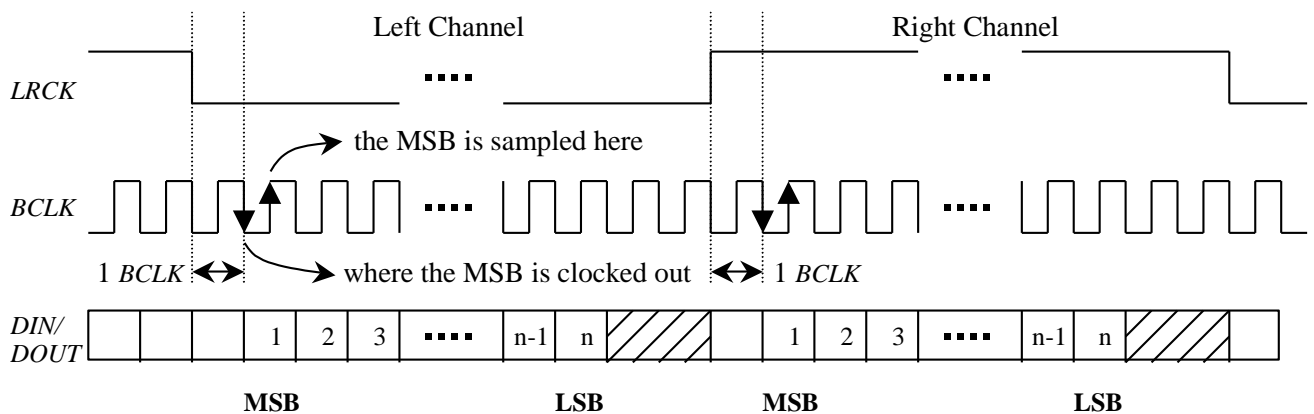 Left Channel Right Channel
LRCK
the MSB is sampled here
BCLK
1 BCLK where the MSB is clocked out 1 BCLK
DIN/
DOUT
1 2 3 n-1 n 1 2 3 n-1 n
MSB LSB MSB LSB